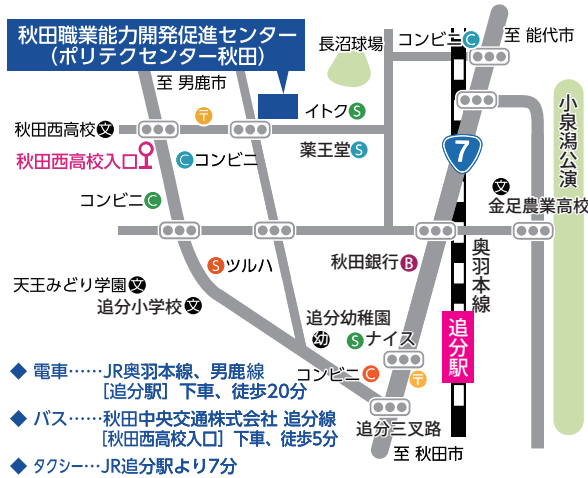 秋田職業能力開発促進センター
(ポリテクセンター秋田)
長沼球場
コンビニ C
至 能代市
至 男鹿市
〒
イトク S
秋田西高校 文
秋田西高校入口
C コンビニ
薬王堂 S
7
小泉潟公演
コンビニ C
文
金足農業高校
S ツルハ
秋田銀行 B
奥羽本線
天王みどり学園 文
追分小学校 文
追分幼稚園
幼
S ナイス
追分駅
コンビニ C
〒
追分三叉路
至 秋田市
◆ 電車……JR奥羽本線、男鹿線
[追分駅] 下車、徒歩20分
◆ バス……秋田中央交通株式会社 追分線
[秋田西高校入口] 下車、徒歩5分
◆ タクシー…JR追分駅より7分